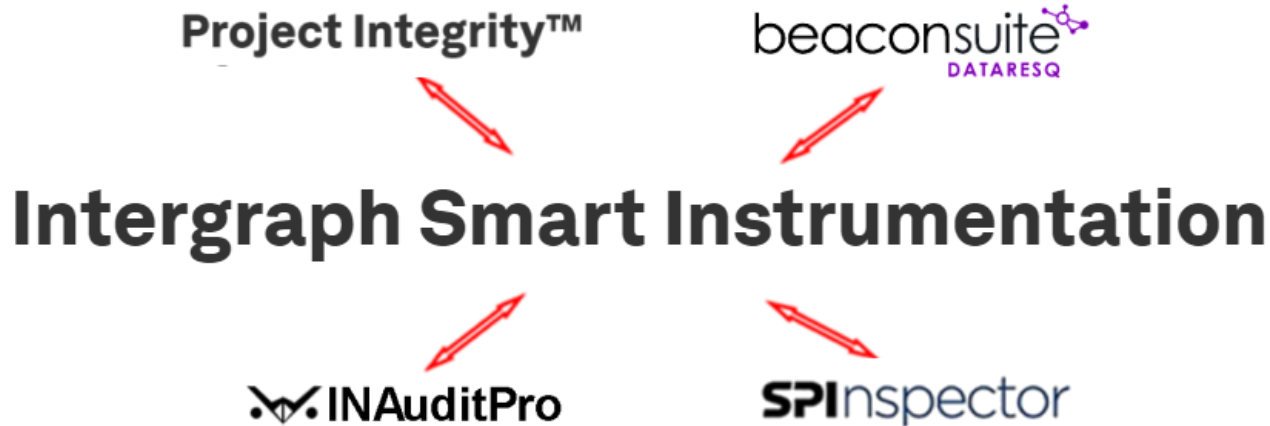 Project Integrity™
beaconsuite
DATARESQ
Intergraph Smart Instrumentation
INAuditPro
SPInspector